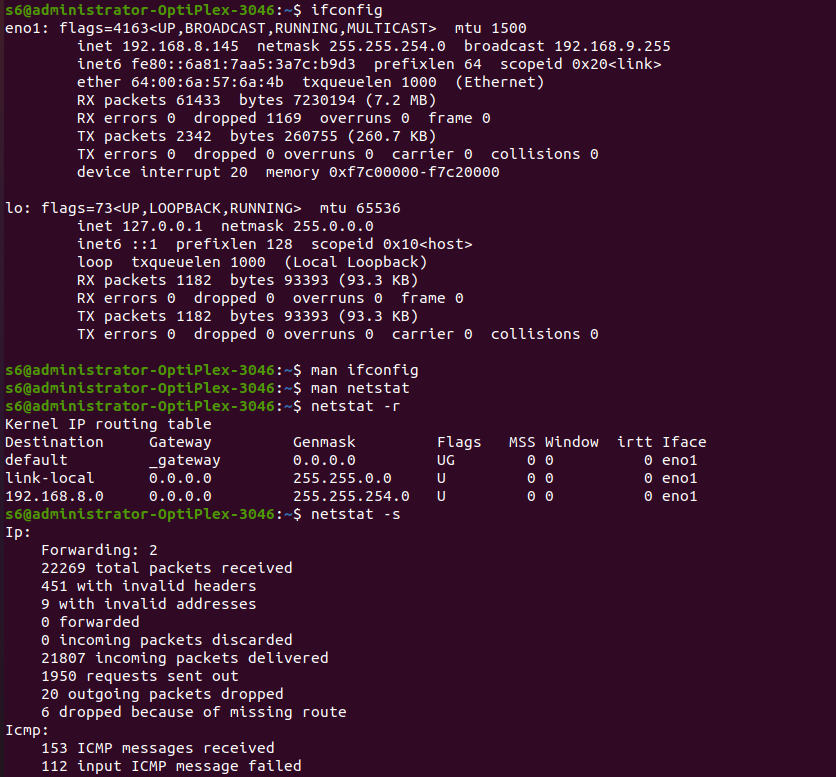 s6@administrator-OptiPlex-3046:~$ ifconfig
eno1: flags=4163<UP,BROADCAST,RUNNING,MULTICAST>  mtu 1500
        inet 192.168.8.145  netmask 255.255.254.0  broadcast 192.168.9.255
        inet6 fe80::6a81:7aa5:3a7c:b9d3  prefixlen 64  scopeid 0x20<link>
        ether 64:00:6a:57:6a:4b  txqueuelen 1000  (Ethernet)
        RX packets 61433  bytes 7230194 (7.2 MB)
        RX errors 0  dropped 1169  overruns 0  frame 0
        TX packets 2342  bytes 260755 (260.7 KB)
        TX errors 0  dropped 0 overruns 0  carrier 0  collisions 0
        device interrupt 20  memory 0xf7c00000-f7c20000

lo: flags=73<UP,LOOPBACK,RUNNING>  mtu 65536
        inet 127.0.0.1  netmask 255.0.0.0
        inet6 ::1  prefixlen 128  scopeid 0x10<host>
        loop  txqueuelen 1000  (Local Loopback)
        RX packets 1182  bytes 93393 (93.3 KB)
        RX errors 0  dropped 0  overruns 0  frame 0
        TX packets 1182  bytes 93393 (93.3 KB)
        TX errors 0  dropped 0 overruns 0  carrier 0  collisions 0

s6@administrator-OptiPlex-3046:~$ man ifconfig
s6@administrator-OptiPlex-3046:~$ man netstat
s6@administrator-OptiPlex-3046:~$ netstat -r
Kernel IP routing table
Destination     Gateway         Genmask         Flags   MSS Window  irtt Iface
default         _gateway        0.0.0.0         UG        0 0          0 eno1
link-local      0.0.0.0         255.255.0.0     U         0 0          0 eno1
192.168.8.0     0.0.0.0         255.255.254.0   U         0 0          0 eno1
s6@administrator-OptiPlex-3046:~$ netstat -s
Ip:
    Forwarding: 2
    22269 total packets received
    451 with invalid headers
    9 with invalid addresses
    0 forwarded
    0 incoming packets discarded
    21807 incoming packets delivered
    1950 requests sent out
    20 outgoing packets dropped
    6 dropped because of missing route
Icmp:
    153 ICMP messages received
    112 input ICMP message failed